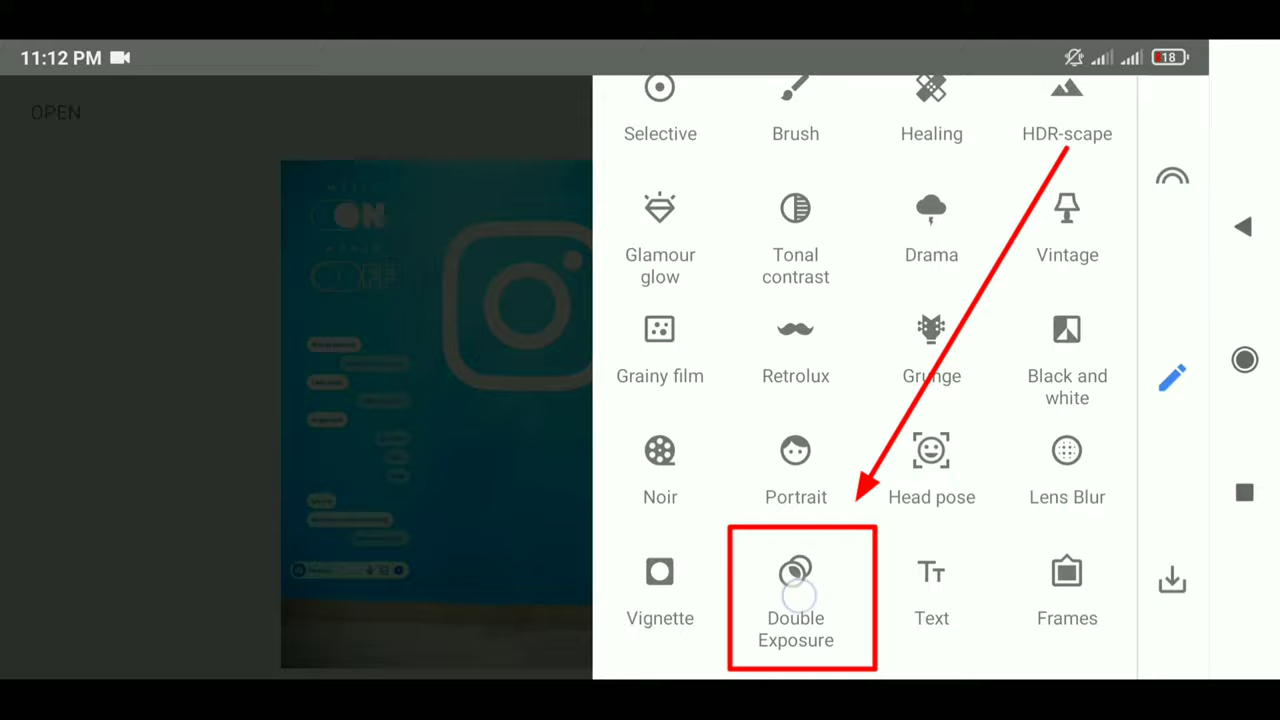 11:12 PM
18
OPEN
Selective
Brush
Healing
HDR-scape
Glamour
glow
Tonal
contrast
Drama
Vintage
Grainy film
Retrolux
Grunge
Black and
white
Noir
Portrait
Head pose
Lens Blur
Vignette
Double
Exposure
Text
Frames
ON